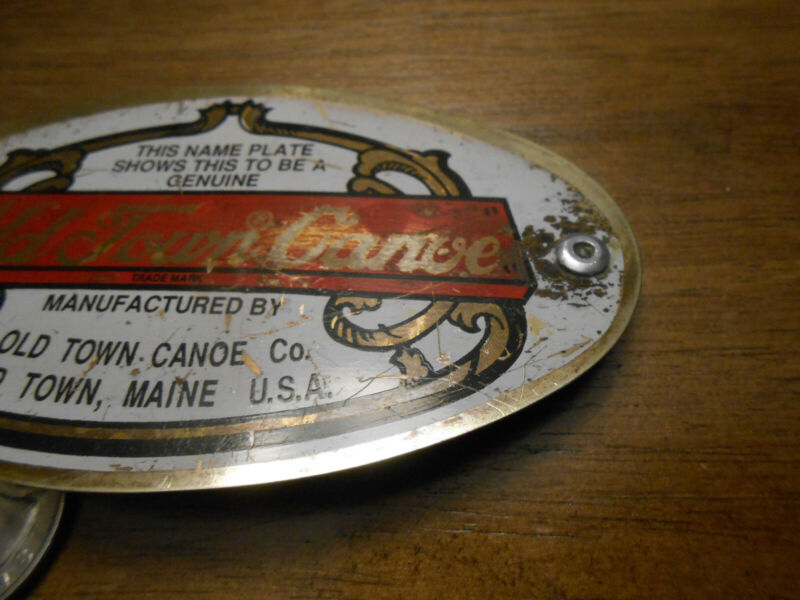 THIS NAME PLATE
SHOWS THIS TO BE A
GENUINE
ld Town® Canoe
TRADE MARK
MANUFACTURED BY
OLD TOWN CANOE Co.
D TOWN, MAINE U.S.A.